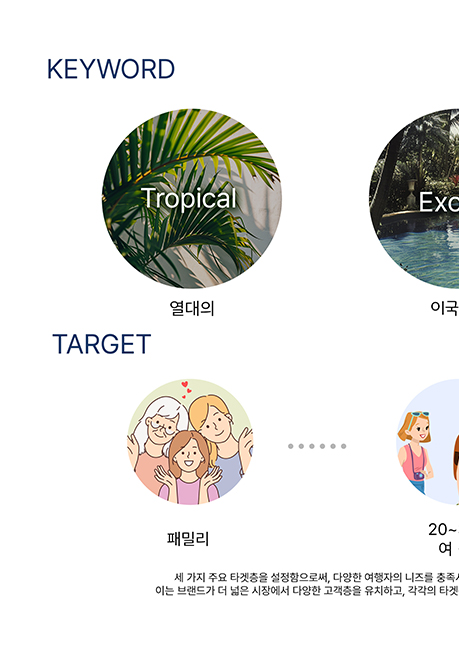 KEYWORD
Tropical
열대의
이국
TARGET
패밀리
20~
여
세 가지 주요 타겟층을 설정함으로써, 다양한 여행자의 니즈를 충족
이는 브랜드가 더 넓은 시장에서 다양한 고객층을 유치하고, 각각의 타겟